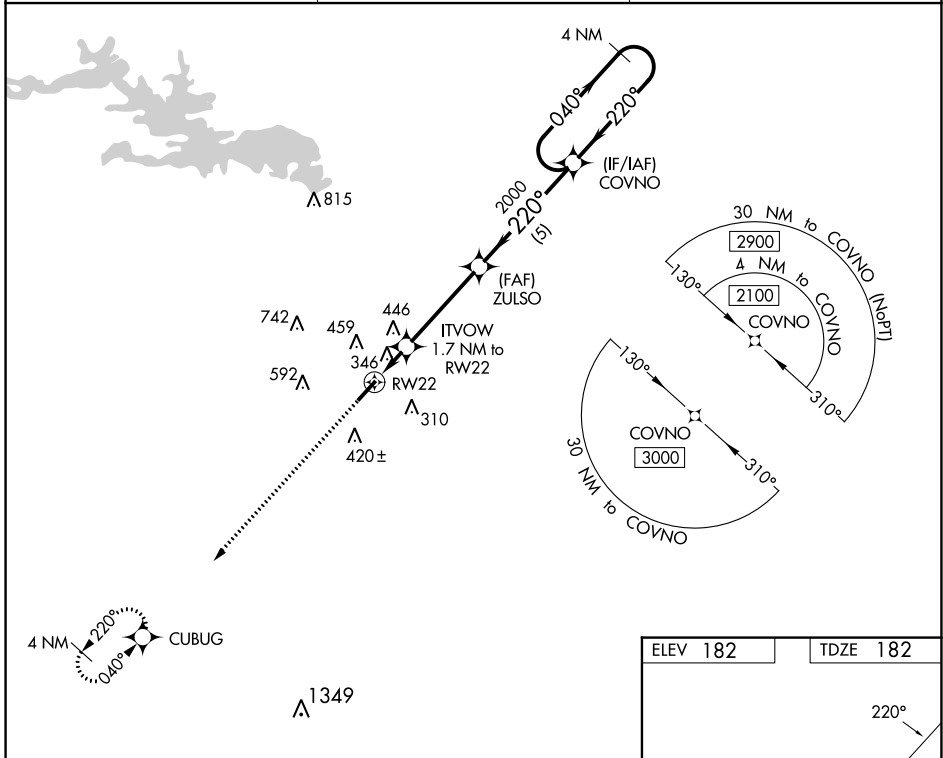 4 NM
040°
220°
(IF/IAF)
COVNO
2000
220°
(5)
815
(FAF)
ZULSO
30 NM to COVNO (NoPT)
2900
4 NM to COVNO
2100
130°
COVNO
310°
742
459
446
346
ITVOW
1.7 NM to
RW22
592
RW22
310
420±
130°
COVNO
3000
310°
30 NM to COVNO
4 NM
220°
040°
CUBUG
1349
ELEV 182
TDZE 182
220°